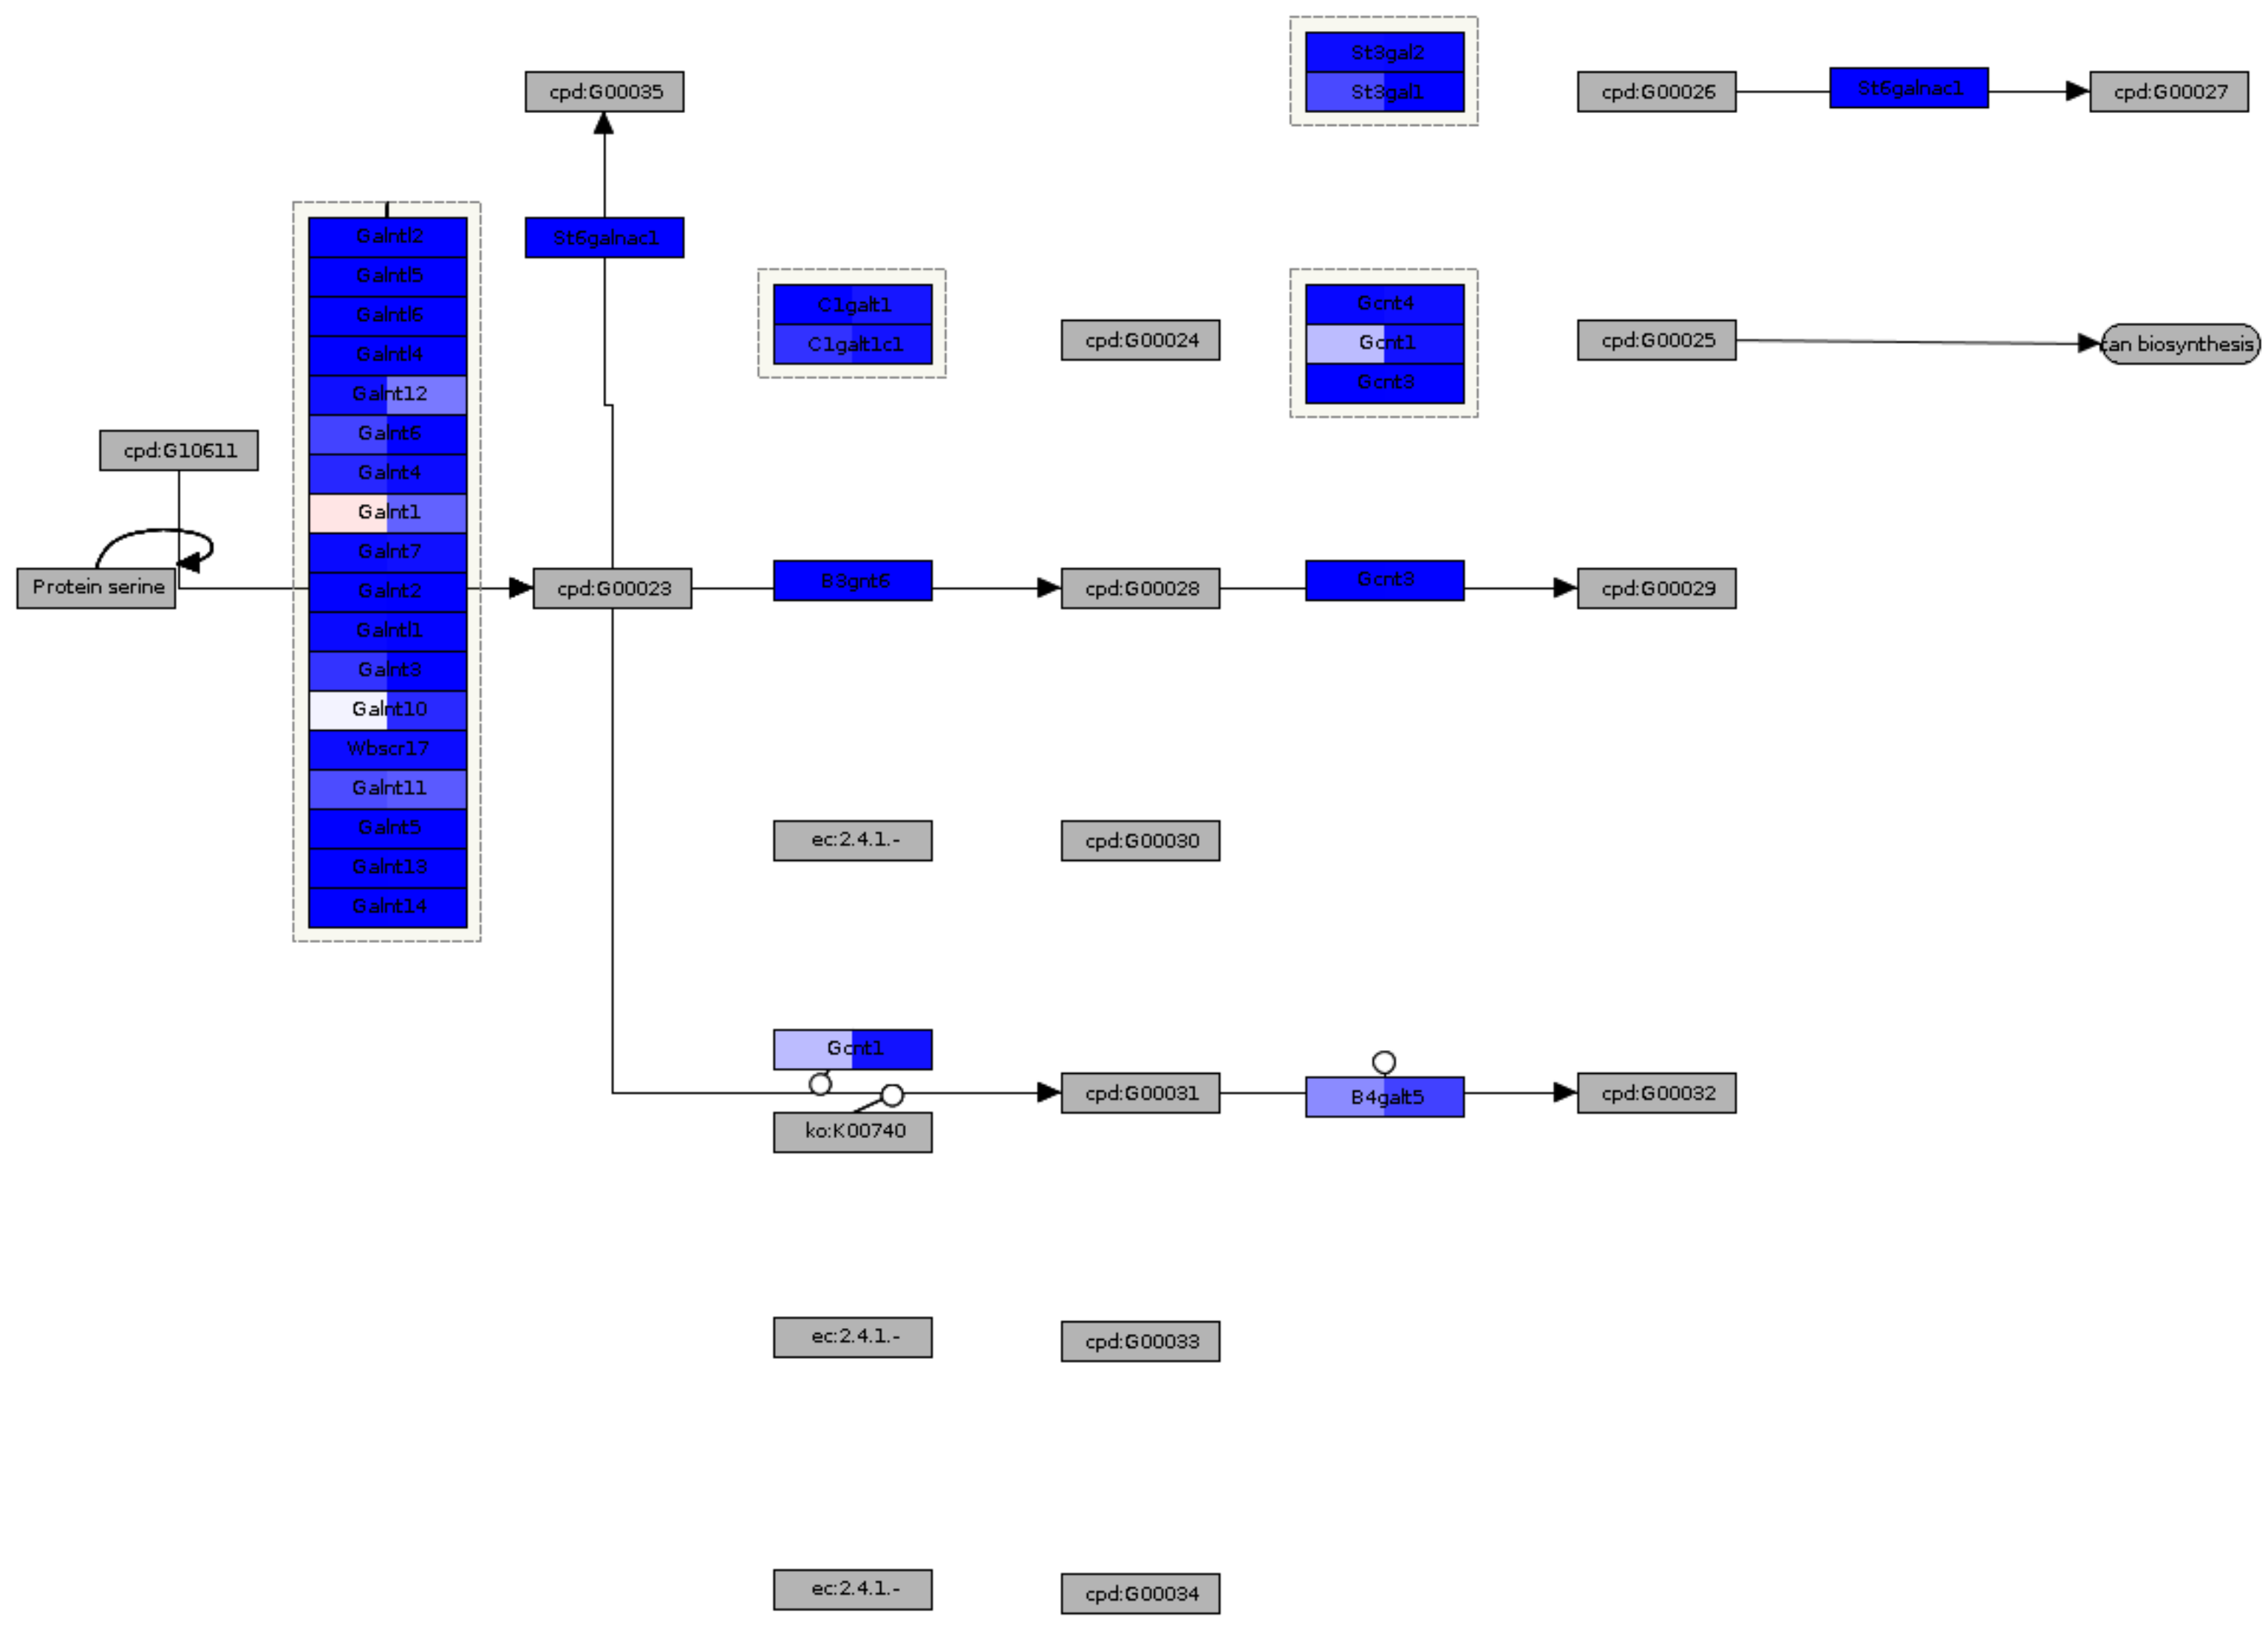 St3gal2
St3gal1
cpd:G00035
cpd:G00026
St6galnac1
cpd:G00027
Galntl2
Galntl5
Galntl6
Galntl4
Galnt12
Galnt6
Galnt4
Galnt1
Galnt7
Galnt2
Galntl1
Galnt3
Galnt10
Wbscr17
Galnt11
Galnt5
Galnt13
Galnt14
St6galnac1
C1galt1
C1galt1c1
cpd:G00024
Gcnt4
Gcnt1
Gcnt3
cpd:G00025
an biosynthesis
cpd:G10611
Protein serine
cpd:G00023
B3gnt6
cpd:G00028
Gcnt3
cpd:G00029
ec:2.4.1.-
cpd:G00030
Gcnt1
ko:K00740
cpd:G00031
B4galt5
cpd:G00032
ec:2.4.1.-
cpd:G00033
ec:2.4.1.-
cpd:G00034